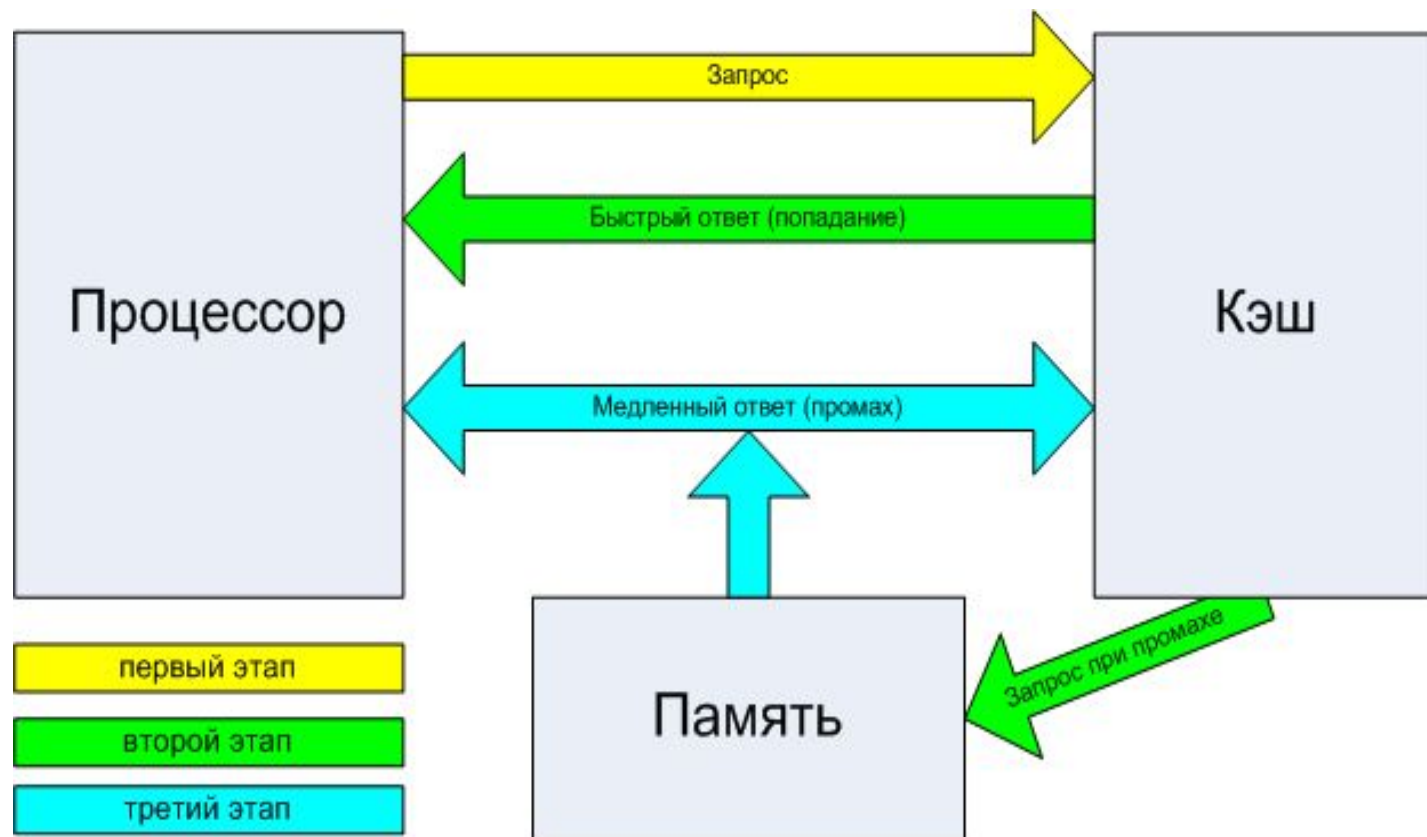 Запрос
Быстрый ответ (попадание)
Процессор
Кэш
Медленный ответ (промах)
Запрос при промахе
Память
первый этап
второй этап
третий этап